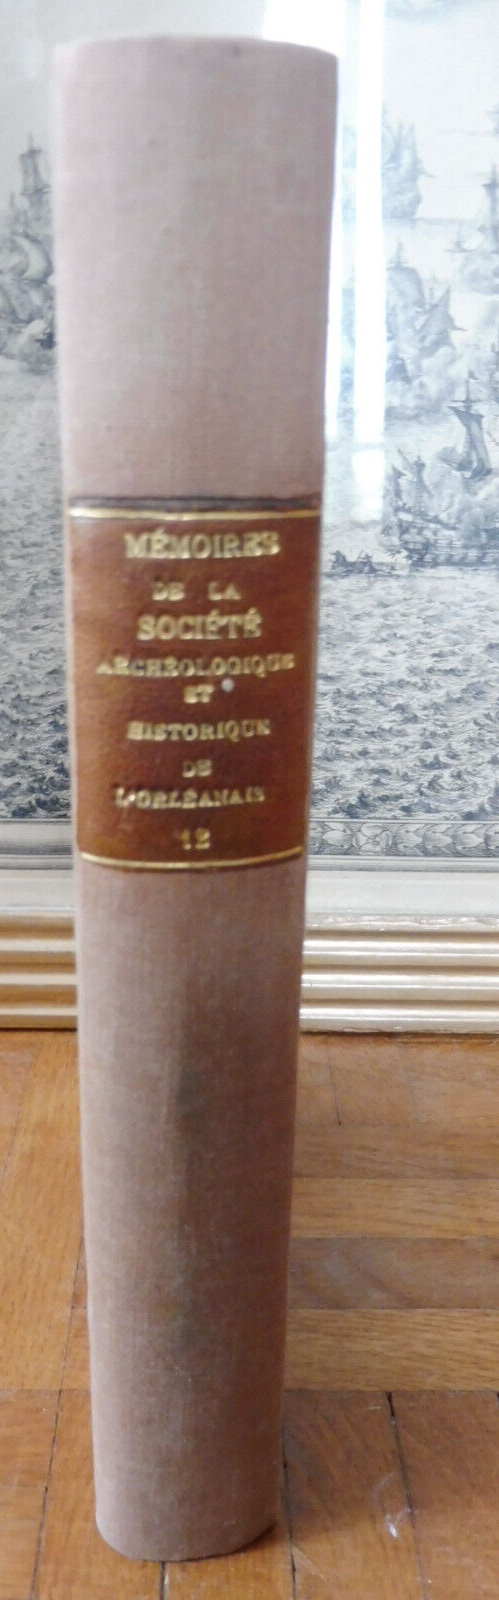 MÉMOIRES
DE LA
SOCIÉTÉ
ARCHÉOLOGIQUE
ET
HISTORIQUE
DE
L'ORLÉANAIS
12